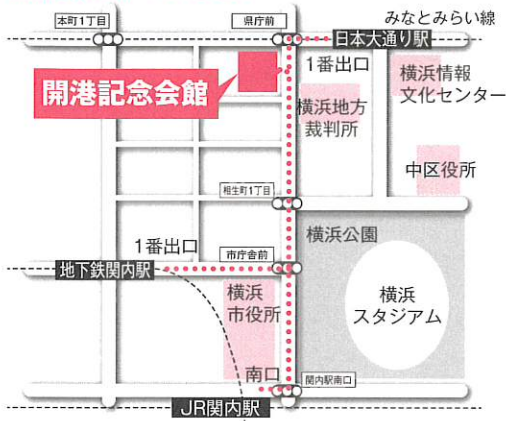 本町1丁目
県庁前
みなとみらい線
日本大通り駅
1番出口
開港記念会館
横浜情報
文化センター
横浜地方
裁判所
中区役所
相生町1丁目
横浜公園
1番出口
市庁舎前
地下鉄関内駅
横浜
市役所
横浜
スタジアム
南口
関内駅南口
JR関内駅